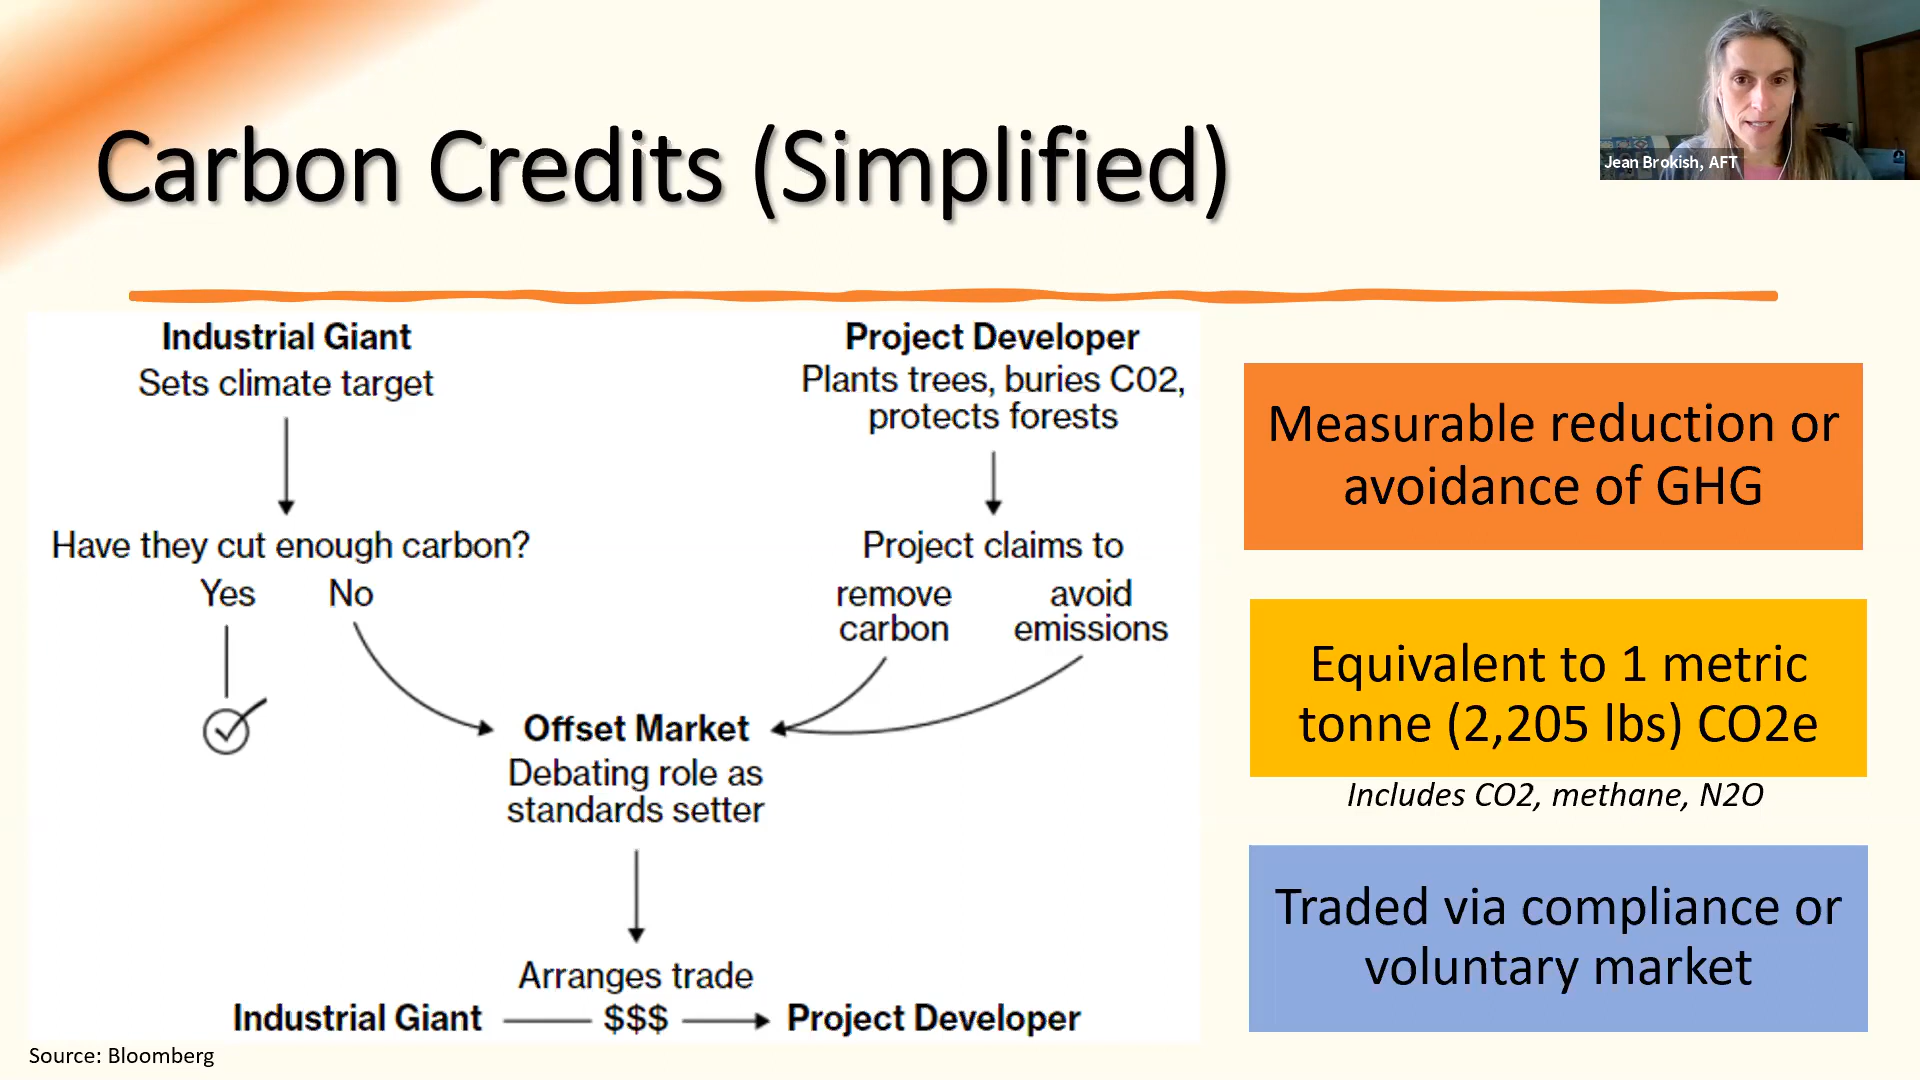 Carbon Credits (Simplified)
Jean Brokish, AFT
Industrial Giant
Sets climate target
Have they cut enough carbon?
Yes No
Project Developer
Plants trees, buries C02,
protects forests
Project claims to
remove
carbon
avoid
emissions
Offset Market
Debating role as
standards setter
Arranges trade
Industrial Giant $$$ Project Developer
Source: Bloomberg
Measurable reduction or
avoidance of GHG
Equivalent to 1 metric
tonne (2,205 lbs) CO2e
Includes CO2, methane, N2O
Traded via compliance or
voluntary market